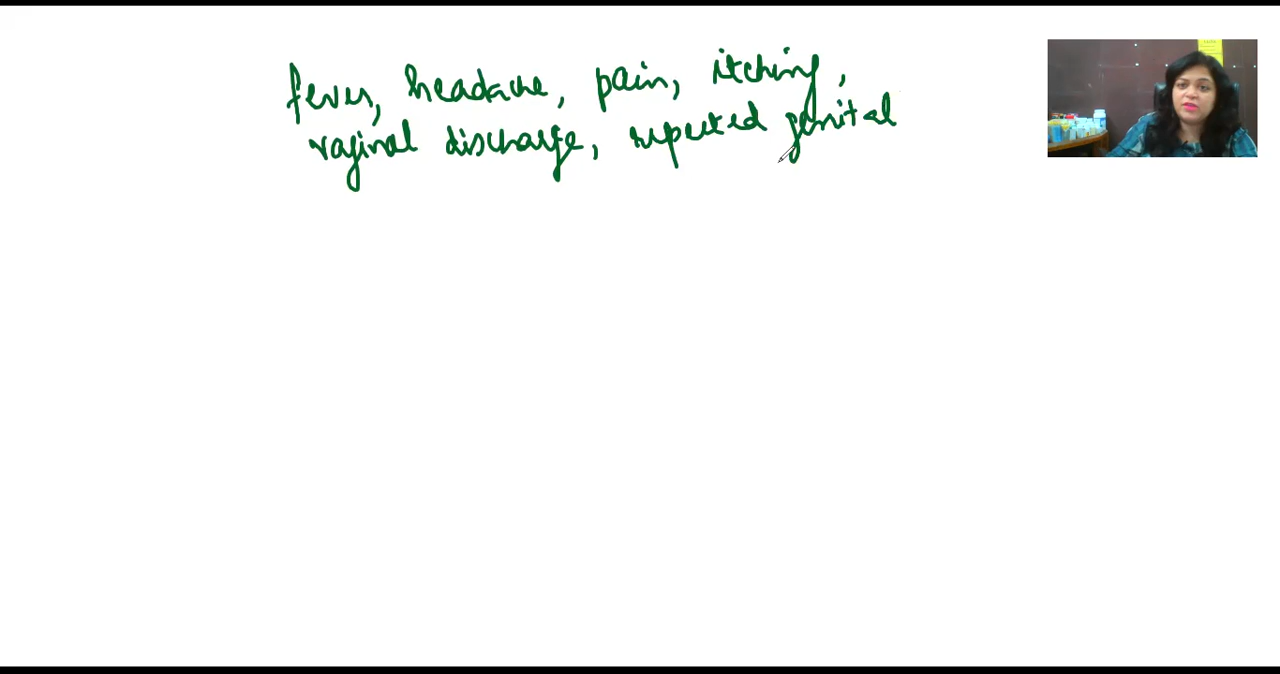 fever, headache, pain, itching,
vaginal discharge, repeated genital